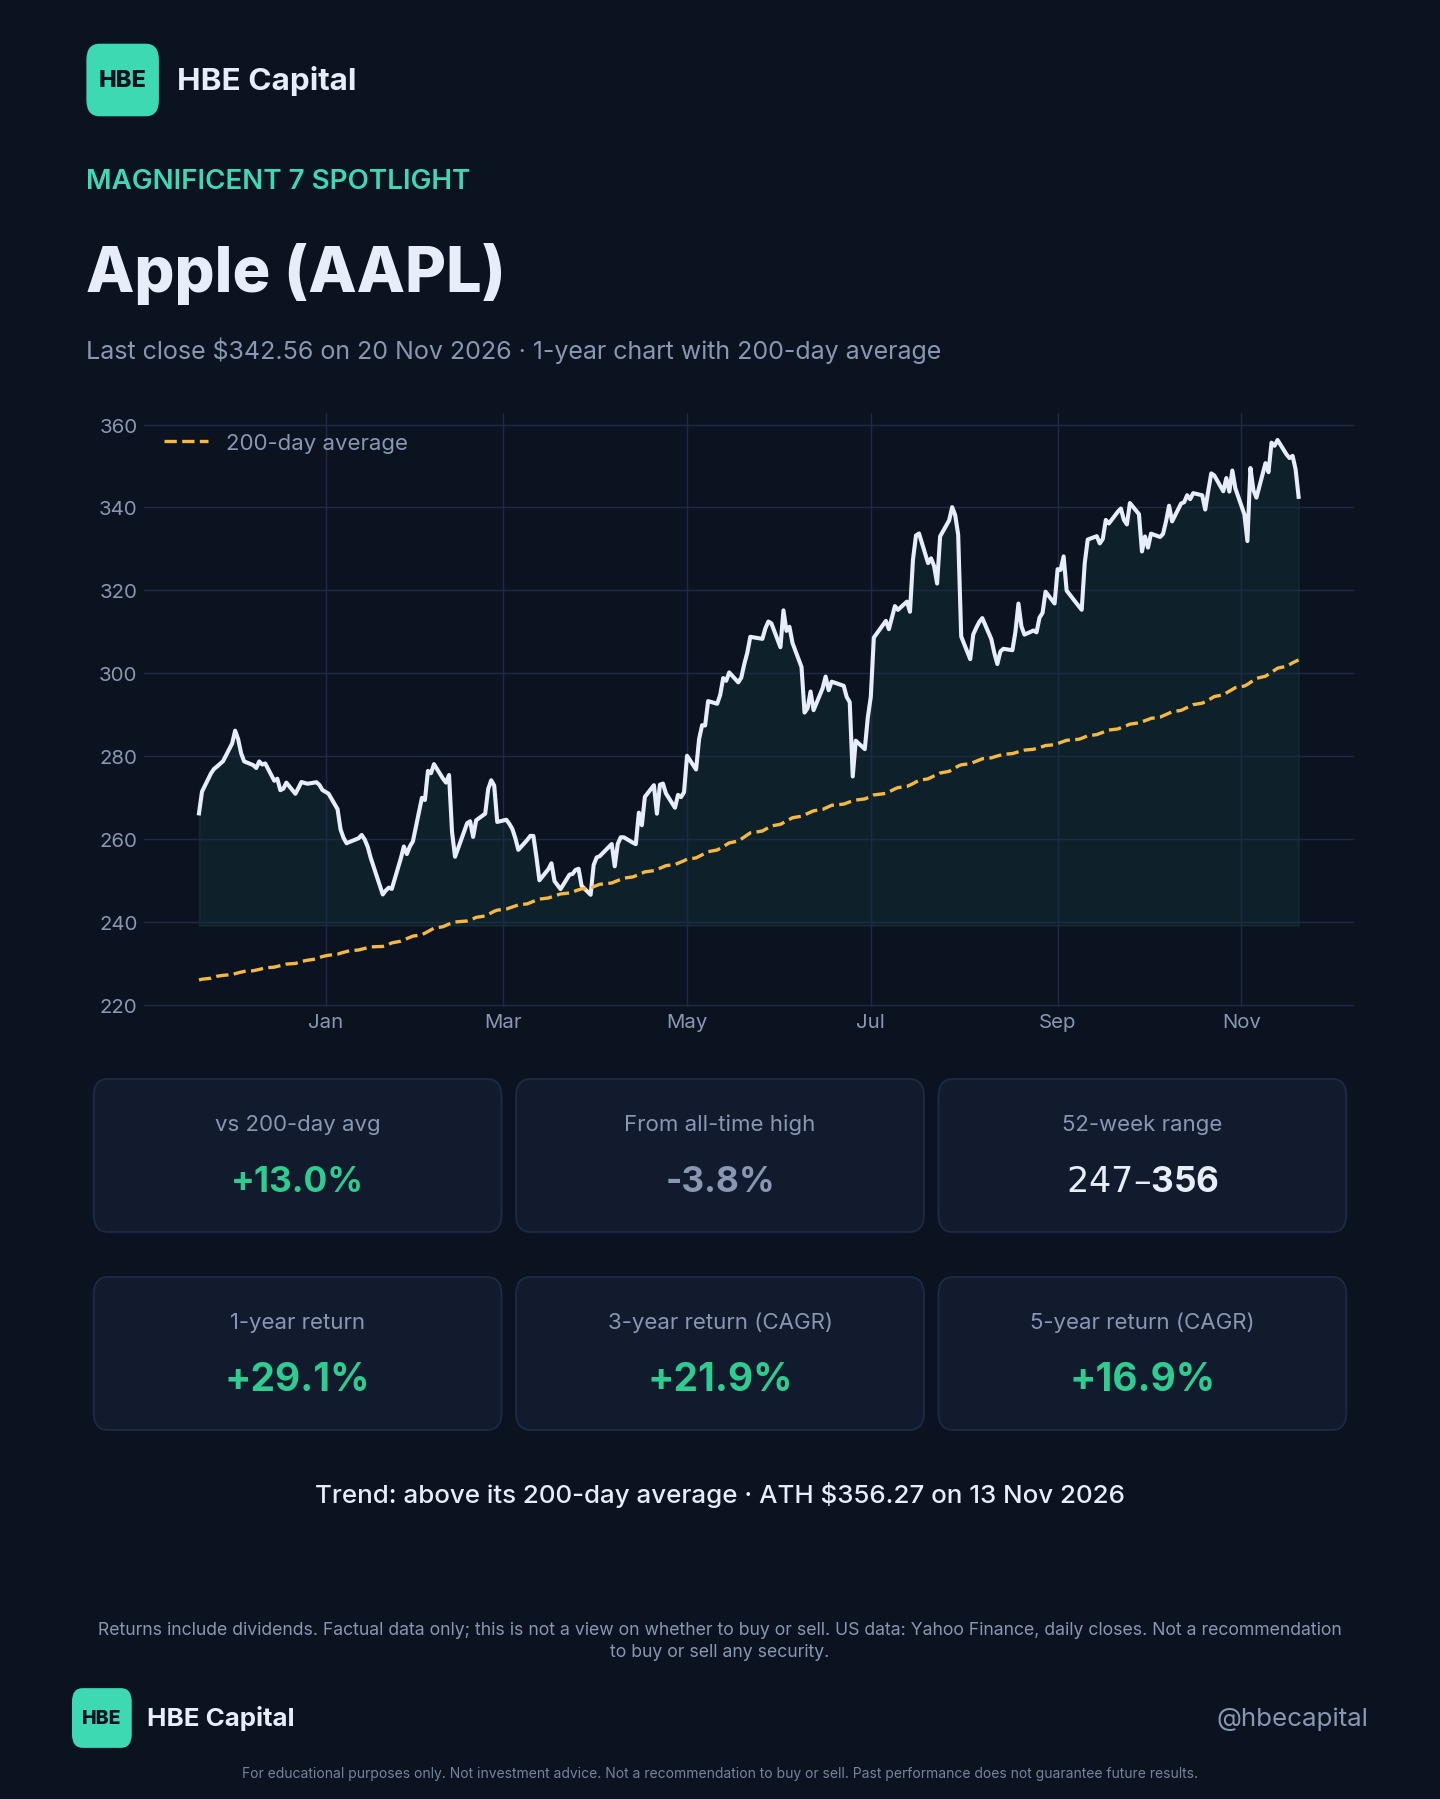 HBE HBE Capital
MAGNIFICENT 7 SPOTLIGHT
Apple (AAPL)
Last close $342.56 on 20 Nov 2026 · 1-year chart with 200-day average
200-day average
360
340
320
300
280
260
240
220
Jan Mar May Jul Sep Nov
vs 200-day avg
+13.0%
From all-time high
-3.8%
52-week range
247–356
1-year return
+29.1%
3-year return (CAGR)
+21.9%
5-year return (CAGR)
+16.9%
Trend: above its 200-day average · ATH $356.27 on 13 Nov 2026
Returns include dividends. Factual data only; this is not a view on whether to buy or sell. US data: Yahoo Finance, daily closes. Not a recommendation
to buy or sell any security.
HBE HBE Capital
@hbecapital
For educational purposes only. Not investment advice. Not a recommendation to buy or sell. Past performance does not guarantee future results.